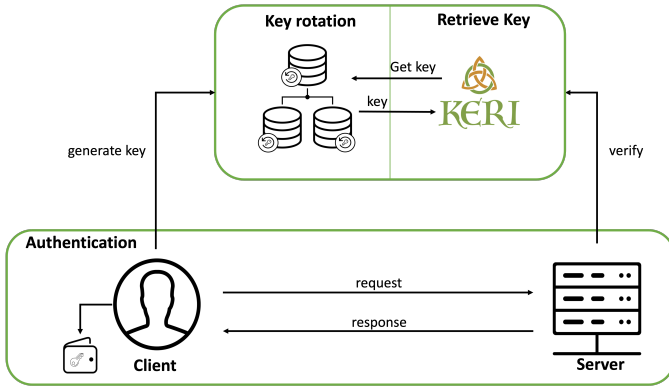 Key rotation
Retrieve Key
Get key
key
KERI
generate key
verify
Authentication
request
response
Client
Server